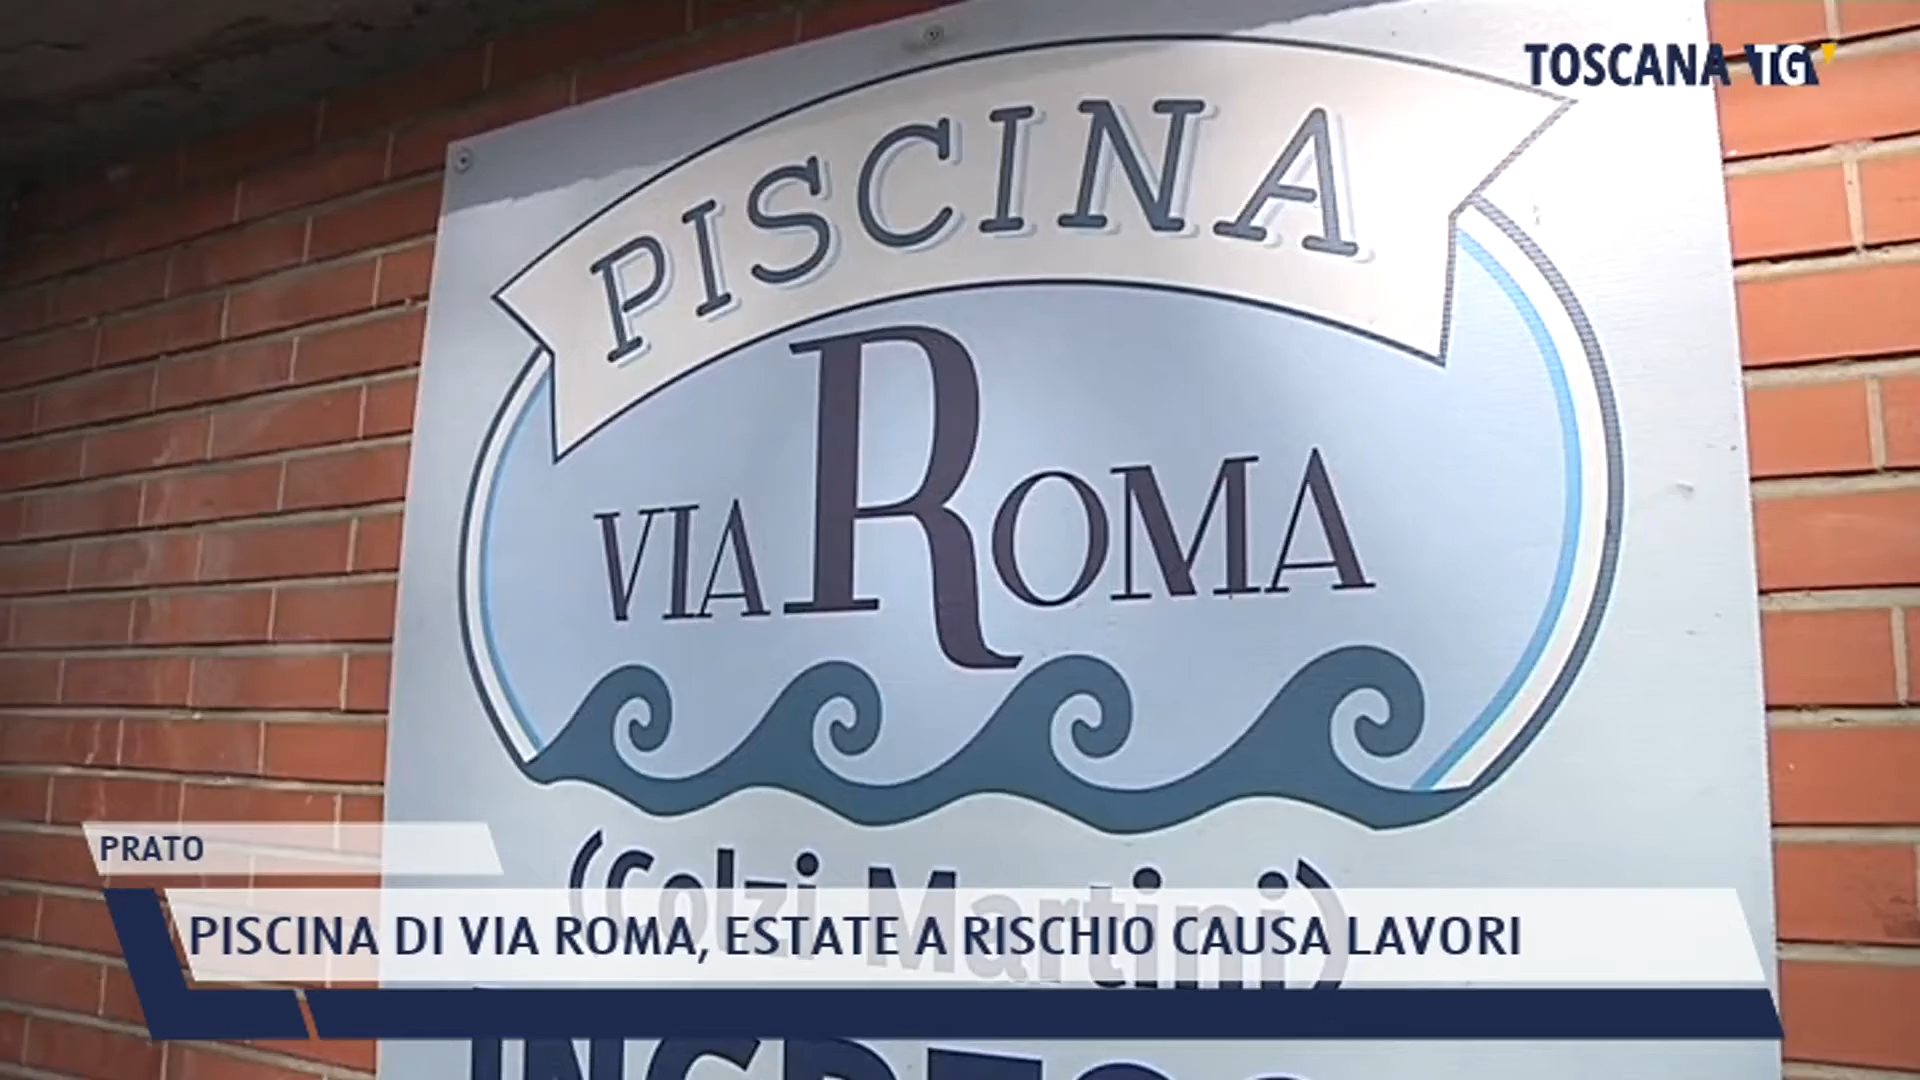 TOSCANA TG
PISCINA
VIA ROMA
(Colzi Martini)
PRATO
PISCINA DI VIA ROMA, ESTATE A RISCHIO CAUSA LAVORI